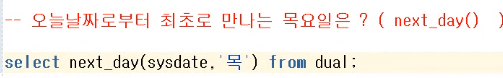 -- 오늘날짜로부터 최초로 만나는 목요일은 ? ( next_day()  )
select next_day(sysdate,'목') from dual;